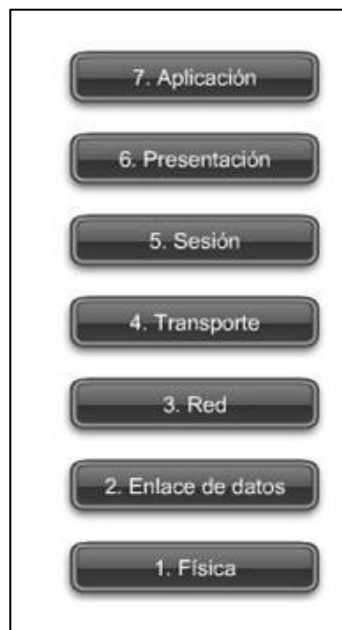 7. Aplicación
6. Presentación
5. Sesión
4. Transporte
3. Red
2. Enlace de datos
1. Física